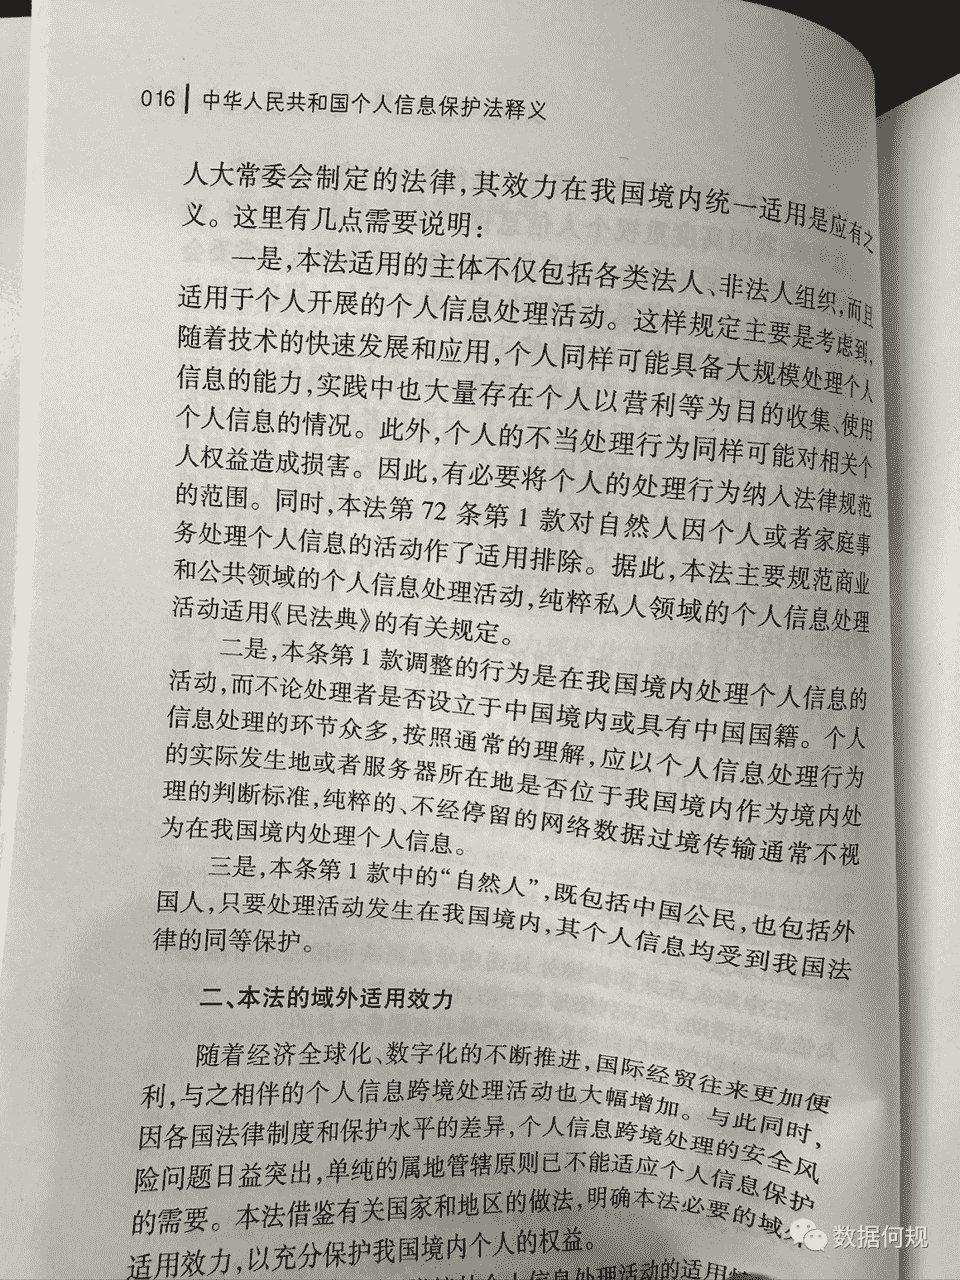 016 | 中华人民共和国个人信息保护法释义
人大常委会制定的法律,其效力在我国境内统一适用是应有之
义。这里有几点需要说明:
一是,本法适用的主体不仅包括各类法人、非法人组织,而且
适用于个人开展的个人信息处理活动。这样规定主要是考虑到,
随着技术的快速发展和应用,个人同样可能具备大规模处理个人
信息的能力,实践中也大量存在个人以营利等为目的收集、使用
个人信息的情况。此外,个人的不当处理行为同样可能对相关个
人权益造成损害。因此,有必要将个人的处理行为纳入法律规范
的范围。同时,本法第 72 条第 1 款对自然人因个人或者家庭事
务处理个人信息的活动作了适用排除。据此,本法主要规范商业
和公共领域的个人信息处理活动,纯粹私人领域的个人信息处理
活动适用《民法典》的有关规定。
二是,本条第 1 款调整的行为是在我国境内处理个人信息的
活动,而不论处理者是否设立于中国境内或具有中国国籍。个人
信息处理的环节众多,按照通常的理解,应以个人信息处理行为
的实际发生地或者服务器所在地是否位于我国境内作为境内处
理的判断标准,纯粹的、不经停留的网络数据过境传输通常不视
为在我国境内处理个人信息。
三是,本条第 1 款中的“自然人”,既包括中国公民,也包括外
国人,只要处理活动发生在我国境内,其个人信息均受到我国法
律的同等保护。
二、本法的域外适用效力
随着经济全球化、数字化的不断推进,国际经贸往来更加便
利,与之相伴的个人信息跨境处理活动也大幅增加。与此同时,
因各国法律制度和保护水平的差异,个人信息跨境处理的安全风
险问题日益突出,单纯的属地管辖原则已不能适应个人信息保护
的需要。本法借鉴有关国家和地区的做法,明确本法必要的域
适用效力,以充分保护我国境内个人的权益。
个人信息处理活动的适用
数据何规